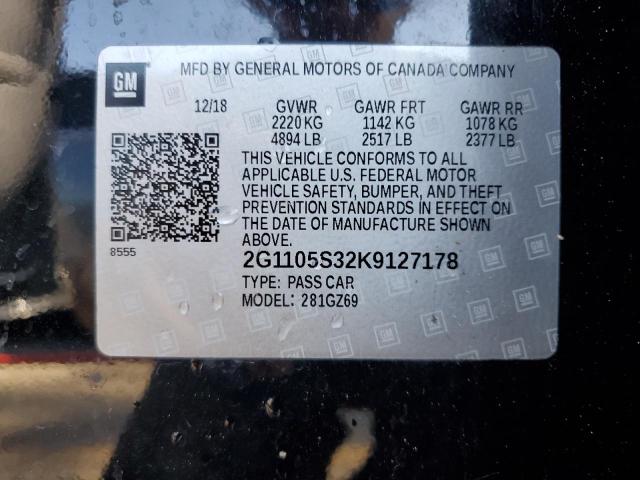 GM
MFD BY GENERAL MOTORS OF CANADA COMPANY
12/18 GVWR GAWR FRT GAWR RR
2220 KG 1142 KG 1078 KG
4894 LB 2517 LB 2377 LB
THIS VEHICLE CONFORMS TO ALL
APPLICABLE U.S. FEDERAL MOTOR
VEHICLE SAFETY, BUMPER, AND THEFT
PREVENTION STANDARDS IN EFFECT ON
THE DATE OF MANUFACTURE SHOWN
ABOVE.
8555
2G1105S32K9127178
TYPE: PASS CAR
MODEL: 281GZ69